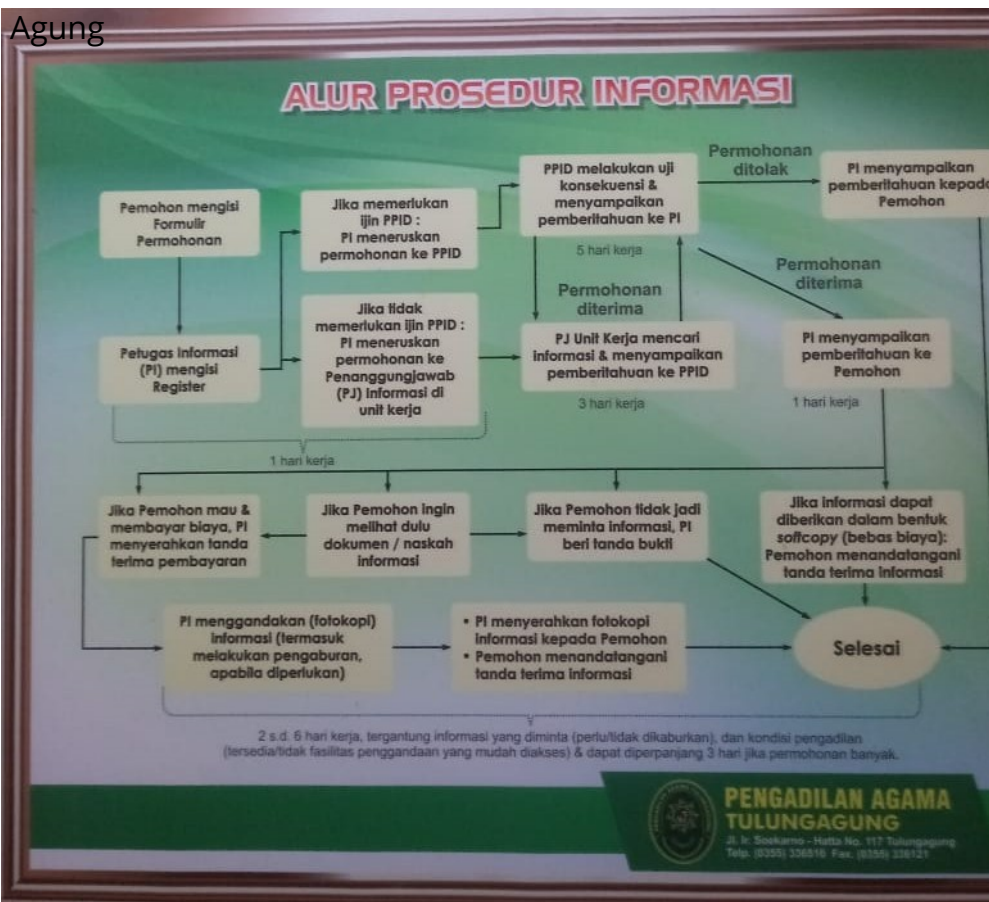 Agung
ALUR PROSEDUR INFORMASI
Pemohon mengisi
Formulir
Permohonan
Petugas Informasi
(PI) mengisi
Register
Jika memerlukan
ijin PPID :
PI meneruskan
permohonan ke PPID
Jika tidak
memerlukan ijin PPID :
PI meneruskan
permohonan ke
Penanggungjawab
(PJ) Informasi di
unit kerja
1 hari kerja
PPID melakukan uji
konsekuensi &
menyampaikan
pemberitahuan ke PI
5 hari kerja
Permohonan
ditolak
PI menyampaikan
pemberitahuan kepada
Pemohon
Permohonan
diterima
PJ Unit Kerja mencari
informasi & menyampaikan
pemberitahuan ke PPID
3 hari kerja
Permohonan
diterima
PI menyampaikan
pemberitahuan ke
Pemohon
1 hari kerja
Jika Pemohon mau &
membayar biaya, PI
menyerahkan tanda
terima pembayaran
Jika Pemohon ingin
melihat dulu
dokumen / naskah
informasi
Jika Pemohon tidak jadi
meminta informasi, PI
beri tanda bukti
Jika informasi dapat
diberikan dalam bentuk
softcopy (bebas biaya):
Pemohon menandatangani
tanda terima informasi
PI menggandakan (fotokopi)
informasi (termasuk
melakukan pengaburan,
apabila diperlukan)
• PI menyerahkan fotokopi
informasi kepada Pemohon
• Pemohon menandatangani
tanda terima informasi
Selesai
2 s.d. 6 hari kerja, tergantung informasi yang diminta (perlu/tidak dikaburkan), dan kondisi pengadilan
(tersedia/tidak fasilitas penggandaan yang mudah diakses) & dapat diperpanjang 3 hari jika permohonan banyak.
PENGADILAN AGAMA
TULUNGAGUNG
Jl. Ir. Soekarno - Hatta No. 117 Tulungagung
Telp. (0355) 336516 Fax. (0355) 336121